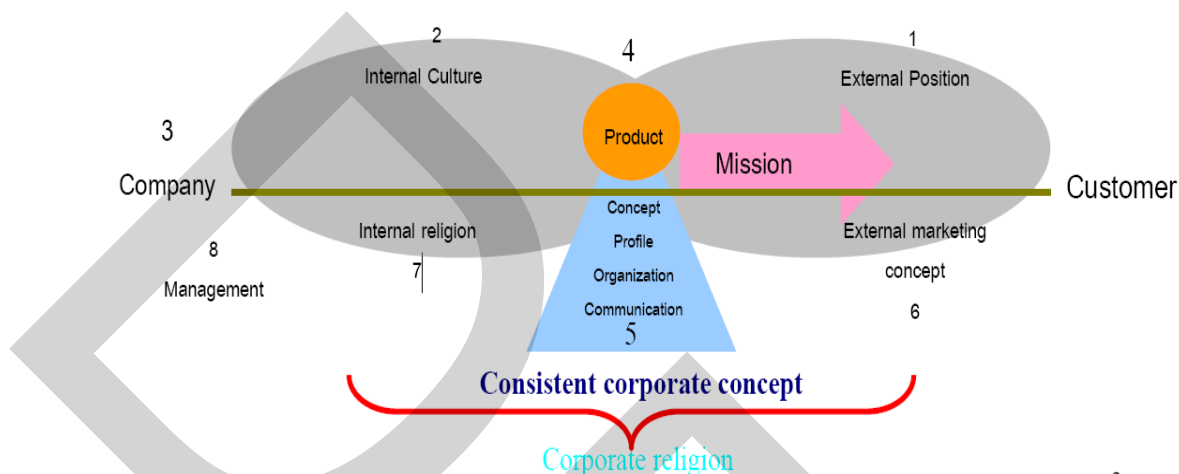 2
Internal Culture
4
1
External Position
3
Company
Product
Mission
Customer
Internal religion
7
8
Management
Concept
Profile
Organization
Communication
5
External marketing
concept
6
Consistent corporate concept
Corporate religion